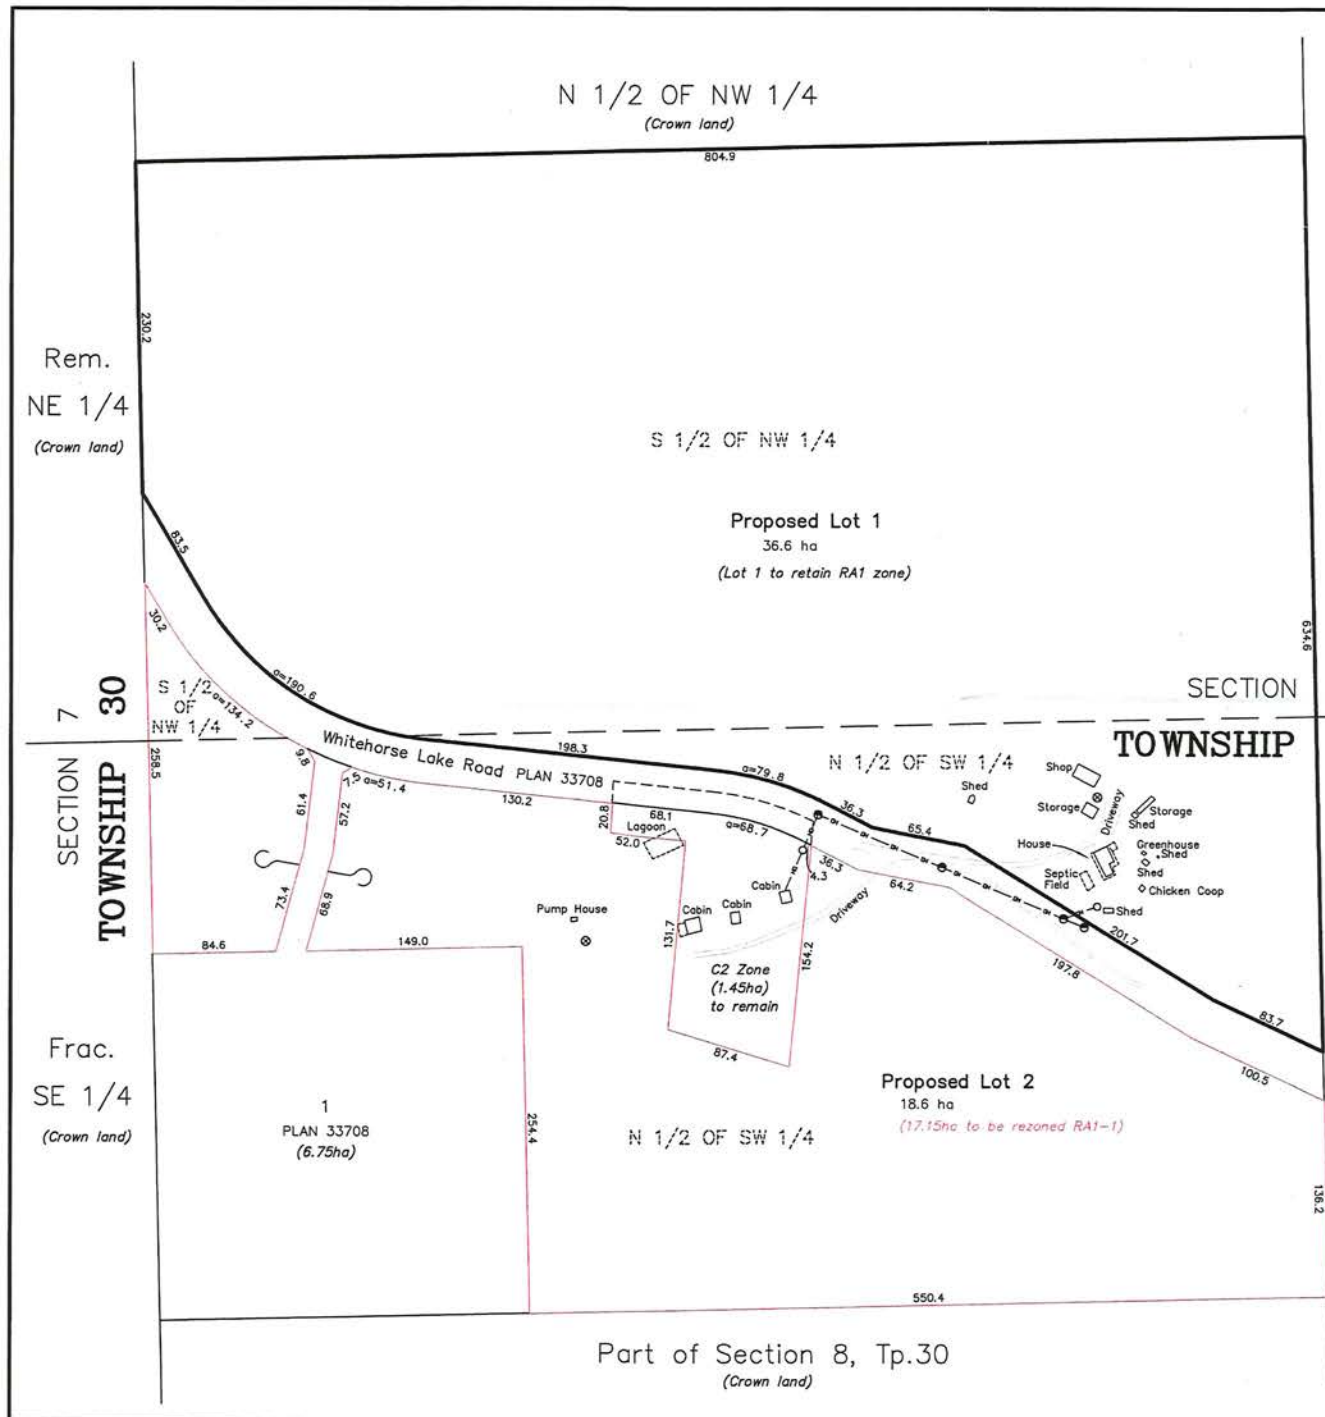 N 1/2 OF NW 1/4
(Crown land)
804.9
230.2
Rem.
NE 1/4
(Crown land)
S 1/2 OF NW 1/4
Proposed Lot 1
36.6 ha
(Lot 1 to retain RA1 zone)
83.5
30.2
634.6
S 1/2
OF
NW 1/4
a=134.2
a=190.6
SECTION 7
TOWNSHIP 30
SECTION
TOWNSHIP
258.5
Whitehorse Lake Road PLAN 33708
198.3
a=79.8
N 1/2 OF SW 1/4
9.8
7.5
a=51.4
130.2
61.4
57.2
20.8
68.1
a=68.7
36.3
65.4
Shed
Shop
Storage
Driveway
Storage
Shed
House
Greenhouse
Shed
Shed
Septic
Field
Chicken Coop
Shed
Lagoon
52.0
36.3
4.3
64.2
Cabin
Cabin
Cabin
Driveway
Pump House
73.4
68.9
84.6
149.0
131.7
154.2
C2 Zone
(1.45ha)
to remain
87.4
201.7
197.8
83.7
100.5
Frac.
SE 1/4
(Crown land)
1
PLAN 33708
(6.75ha)
254.4
N 1/2 OF SW 1/4
Proposed Lot 2
18.6 ha
(17.15ha to be rezoned RA1-1)
136.2
550.4
Part of Section 8, Tp.30
(Crown land)